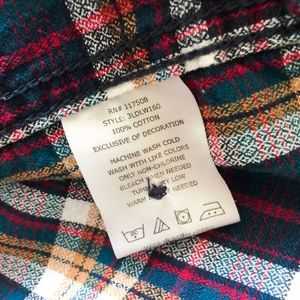 RN# 117508
STYLE: 3LDLW160
100% COTTON
EXCLUSIVE OF DECORATION
MACHINE WASH COLD
WASH WITH LIKE COLORS
ONLY NON-CHLORINE
BLEACH WHEN NEEDED
TUMBLE DRY LOW
WARM IRON IF NEEDED